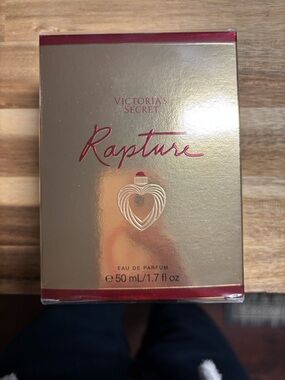 VICTORIA'S
SECRET
Rapture
EAU DE PARFUM
℮ 50 mL/1.7 fl oz